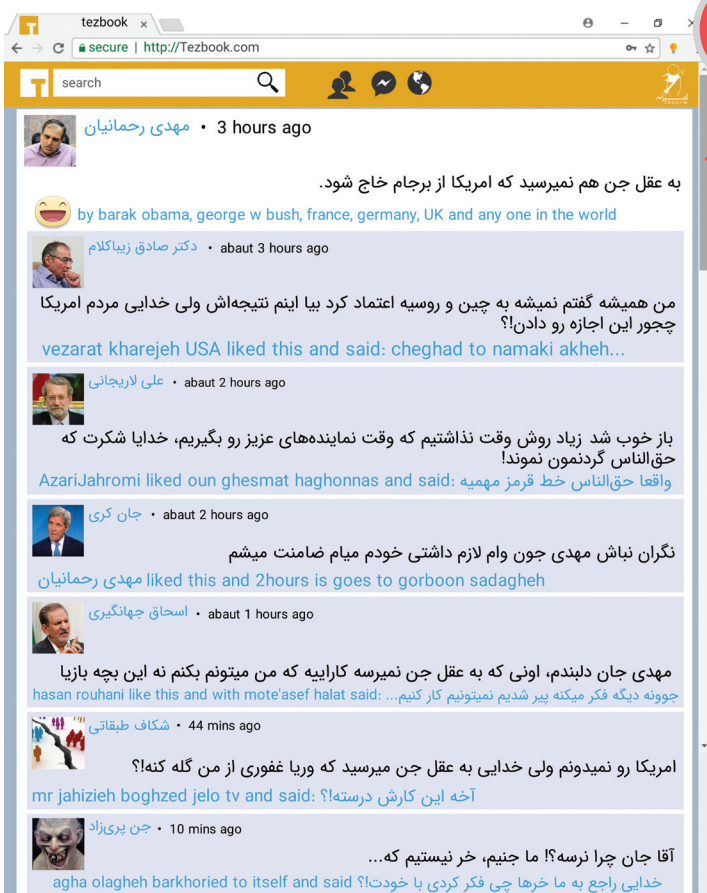 tezbook
secure | http://Tezbook.com
T search
مهدی رحمانیان • 3 hours ago
به عقل جن هم نمیرسید که امریکا از برجام خاج شود.
by barak obama, george w bush, france, germany, UK and any one in the world
دکتر صادق زیباکلام • abaut 3 hours ago
من همیشه گفتم نمیشه به چین و روسیه اعتماد کرد بیا اینم نتیجه‌اش ولی خدایی مردم امریکا
چجور این اجازه رو دادن!؟
vezarat kharejeh USA liked this and said: cheghad to namaki akheh...
علی لاریجانی • abaut 2 hours ago
باز خوب شد زیاد روش وقت نذاشتیم که وقت نماینده‌های عزیز رو بگیریم، خدایا شکرت که
حق‌الناس گردنمون نموند!
AzariJahromi liked oun ghesmat haghonnas and said: واقعا حق‌الناس خط قرمز مهمیه
جان کری • abaut 2 hours ago
نگران نباش مهدی جون وام لازم داشتی خودم میام ضامنت میشم
مهدی رحمانیان liked this and 2hours is goes to gorboon sadagheh
اسحاق جهانگیری • abaut 1 hours ago
مهدی جان دلبندم، اونی که به عقل جن نمیرسه کاراییه که من میتونم بکنم نه این بچه بازیا
hasan rouhani like this and with mote'asef halat said: جوونه دیگه فکر میکنه پیر شدیم نمیتونیم کار کنیم...
شکاف طبقاتی • 44 mins ago
امریکا رو نمیدونم ولی خدایی به عقل جن میرسید که وریا غفوری از من گله کنه!؟
mr jahizieh boghzed jelo tv and said: آخه این کارش درسته!؟
جن پری‌زاد • 10 mins ago
آقا جان چرا نرسه؟! ما جنیم، خر نیستیم که...
agha olagheh barkhoried to itself and said خدایی راجع به ما خرها چی فکر کردی با خودت!؟